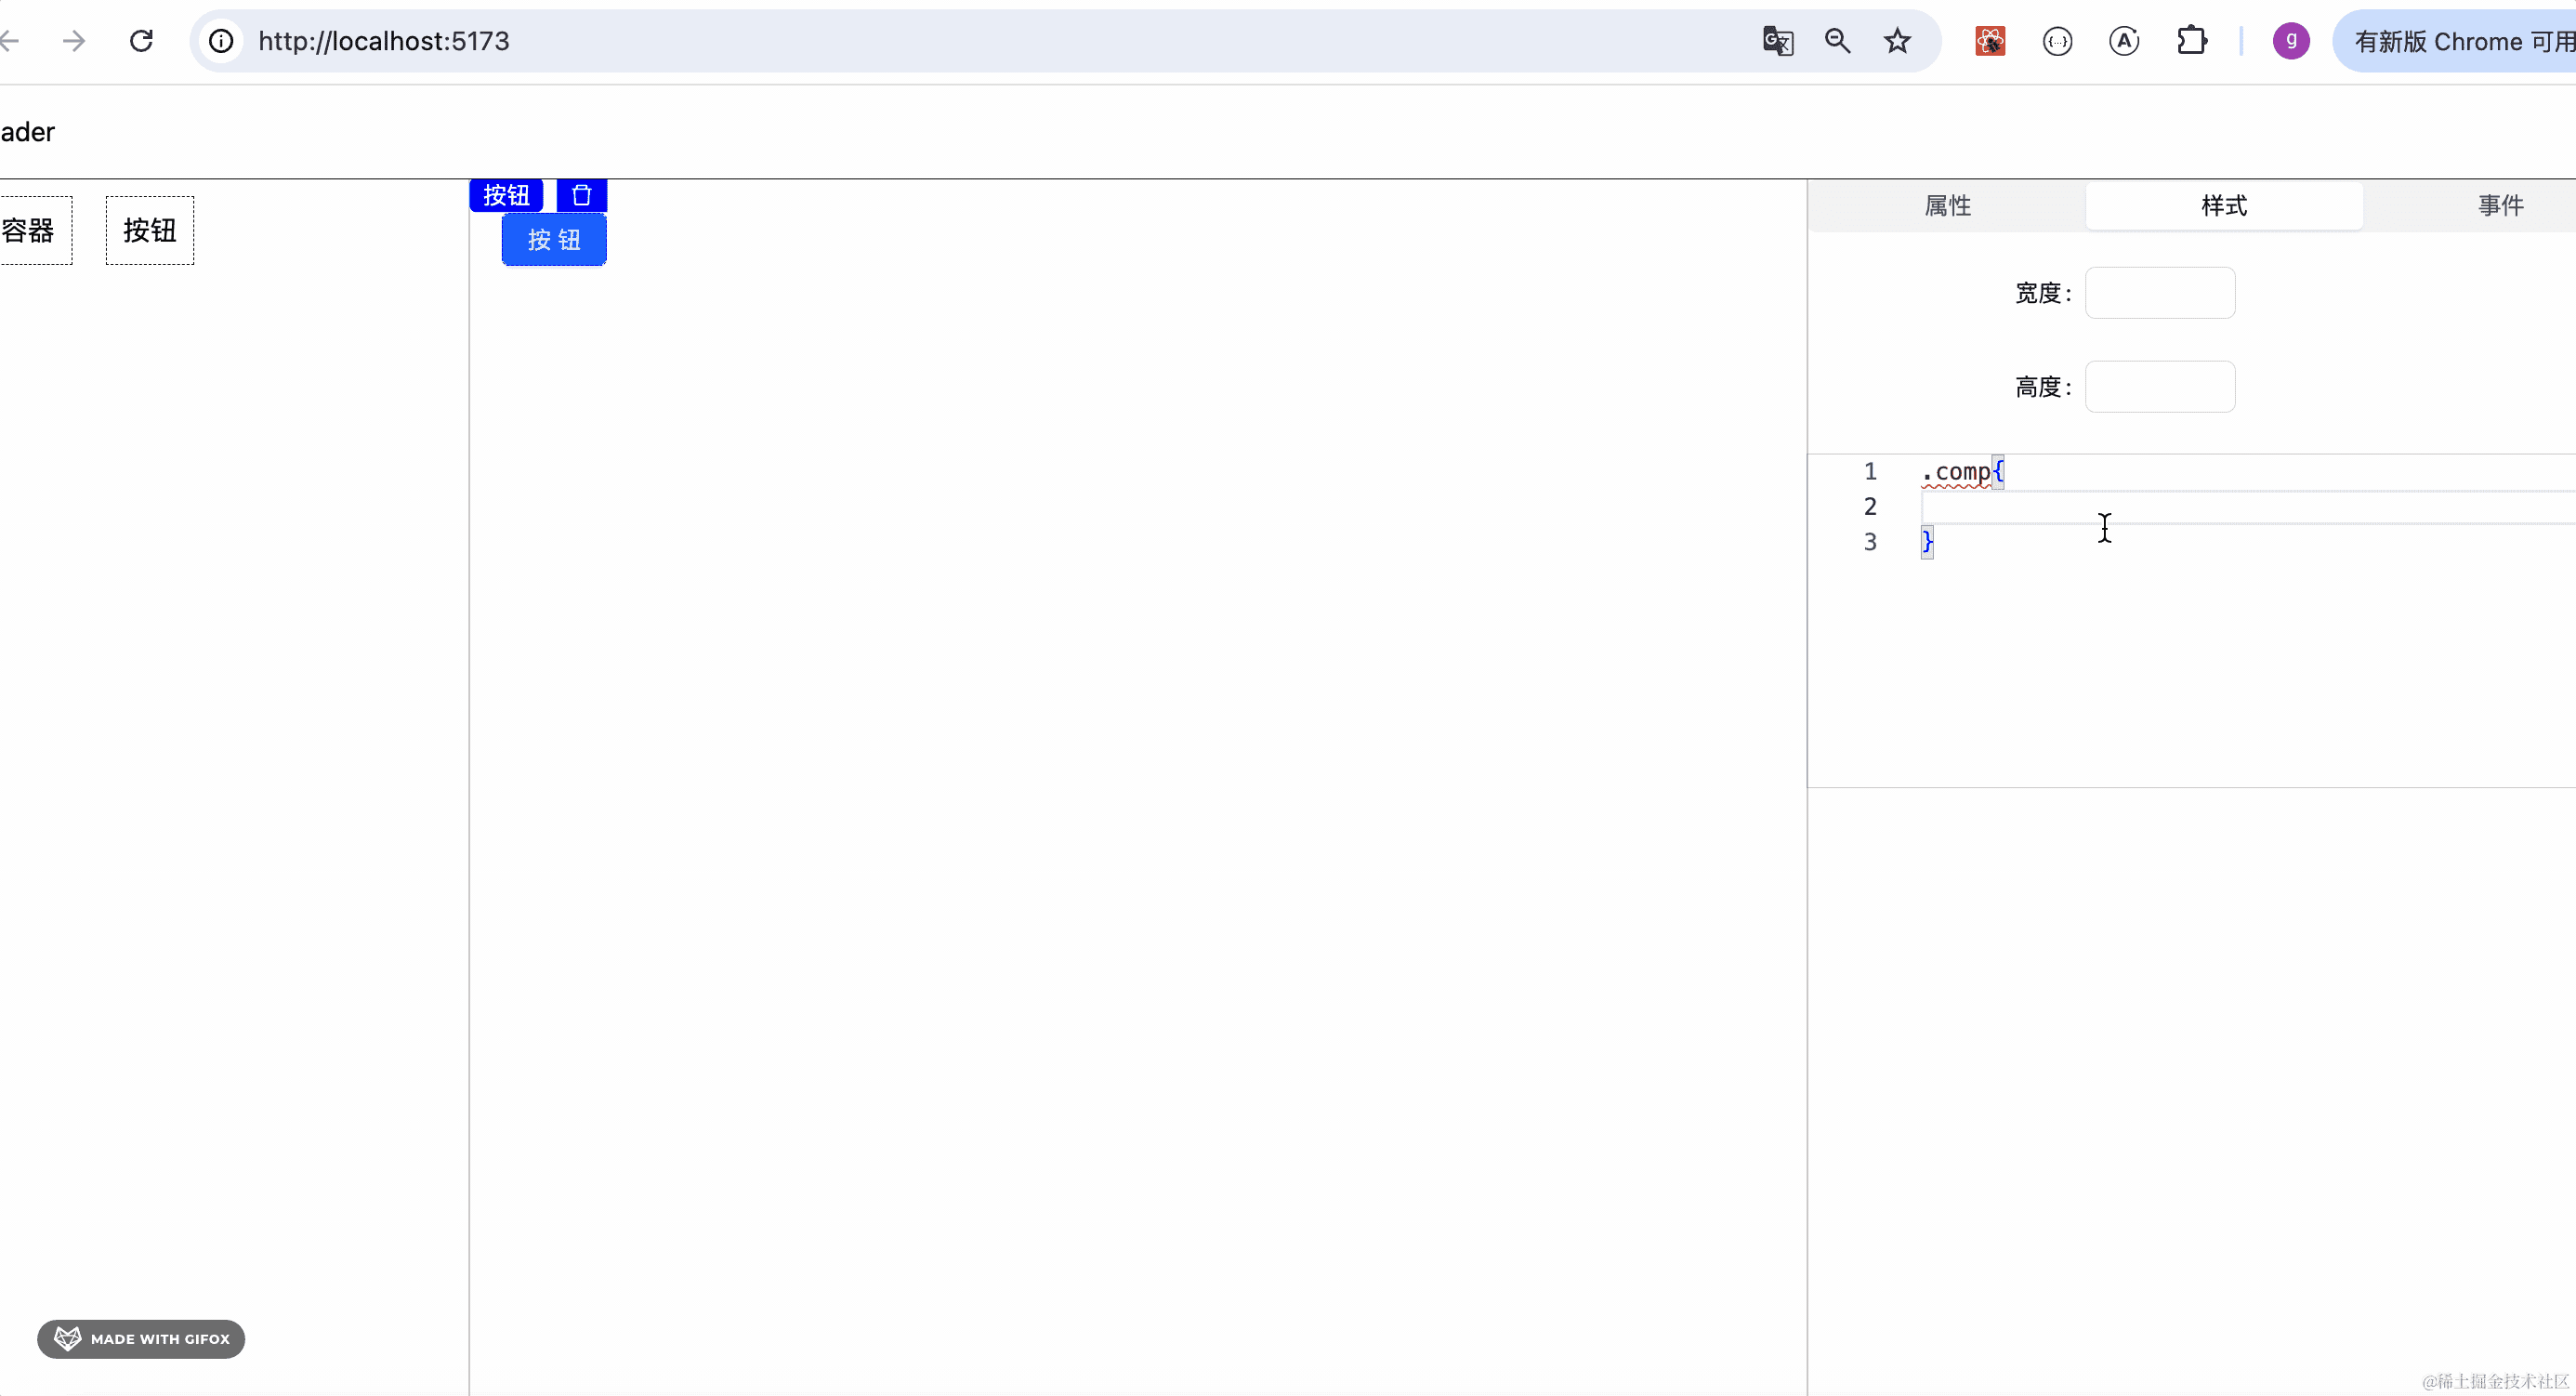 http://localhost:5173
g
有新版 Chrome 可用
ader
容器
按钮
按钮
按 钮
属性
样式
事件
宽度：
高度：
1 .comp{
2
3 }
MADE WITH GIFOX
@稀土掘金技术社区